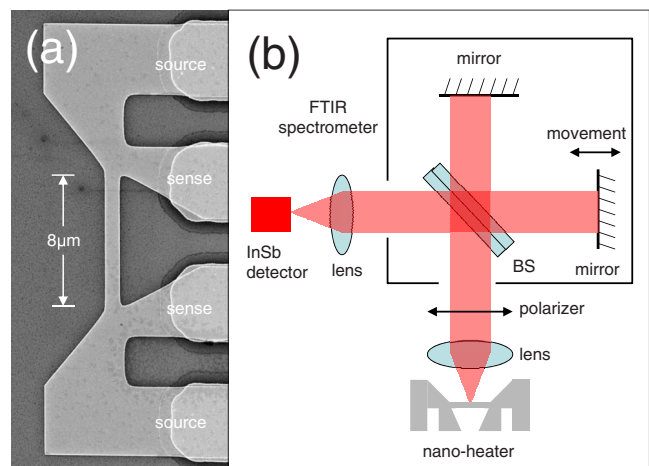 (a)
source
sense
8μm
sense
source
(b)
mirror
FTIR
spectrometer
movement
InSb
detector
lens
BS
mirror
polarizer
lens
nano-heater